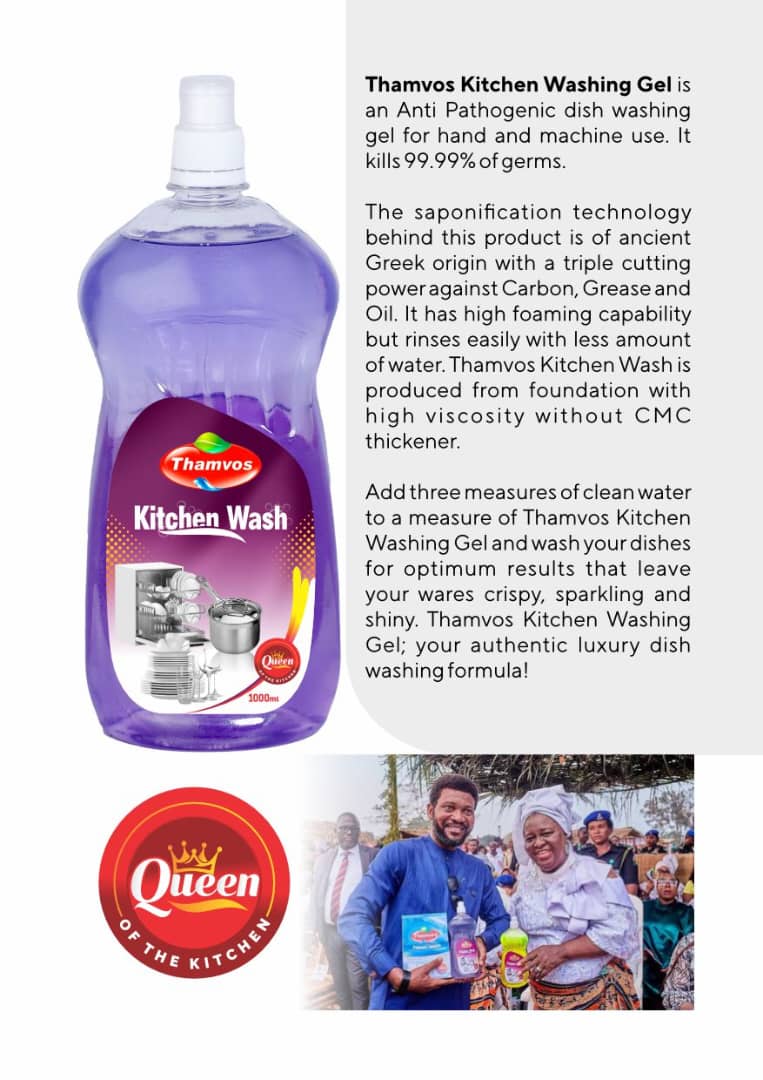 Thamvos Kitchen Washing Gel is
an Anti Pathogenic dish washing
gel for hand and machine use. It
kills 99.99% of germs.
The saponification technology
behind this product is of ancient
Greek origin with a triple cutting
power against Carbon, Grease and
Oil. It has high foaming capability
but rinses easily with less amount
of water. Thamvos Kitchen Wash is
produced from foundation with
high viscosity without CMC
thickener.
Add three measures of clean water
to a measure of Thamvos Kitchen
Washing Gel and wash your dishes
for optimum results that leave
your wares crispy, sparkling and
shiny. Thamvos Kitchen Washing
Gel; your authentic luxury dish
washing formula!
Thamvos
Kitchen Wash
Queen
OF THE KITCHEN
1000ml
Queen
OF THE KITCHEN
Thamvos